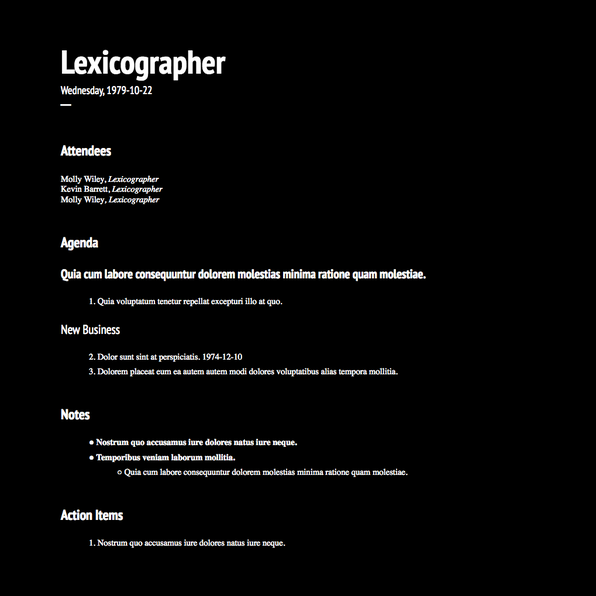 Lexicographer
Wednesday, 1979-10-22
Attendees
Molly Wiley, Lexicographer
Kevin Barrett, Lexicographer
Molly Wiley, Lexicographer
Agenda
Quia cum labore consequuntur dolorem molestias minima ratione quam molestiae.
1. Quia voluptatum tenetur repellat excepturi illo at quo.
New Business
2. Dolor sunt sint at perspiciatis. 1974-12-10
3. Dolorem placeat eum ea autem autem modi dolores voluptatibus alias tempora mollitia.
Notes
• Nostrum quo accusamus iure dolores natus iure neque.
• Temporibus veniam laborum mollitia.
○ Quia cum labore consequuntur dolorem molestias minima ratione quam molestiae.
Action Items
1. Nostrum quo accusamus iure dolores natus iure neque.